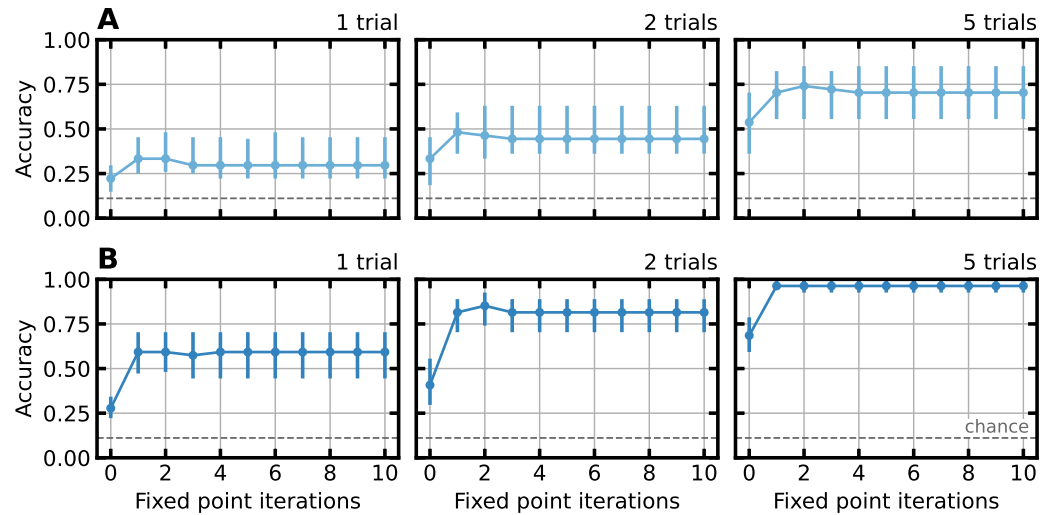 A
1 trial
2 trials
5 trials
Accuracy
1.00
0.75
0.50
0.25
0.00
B
1 trial
2 trials
5 trials
Accuracy
1.00
0.75
0.50
0.25
0.00
chance
0 2 4 6 8 10
0 2 4 6 8 10
0 2 4 6 8 10
Fixed point iterations
Fixed point iterations
Fixed point iterations